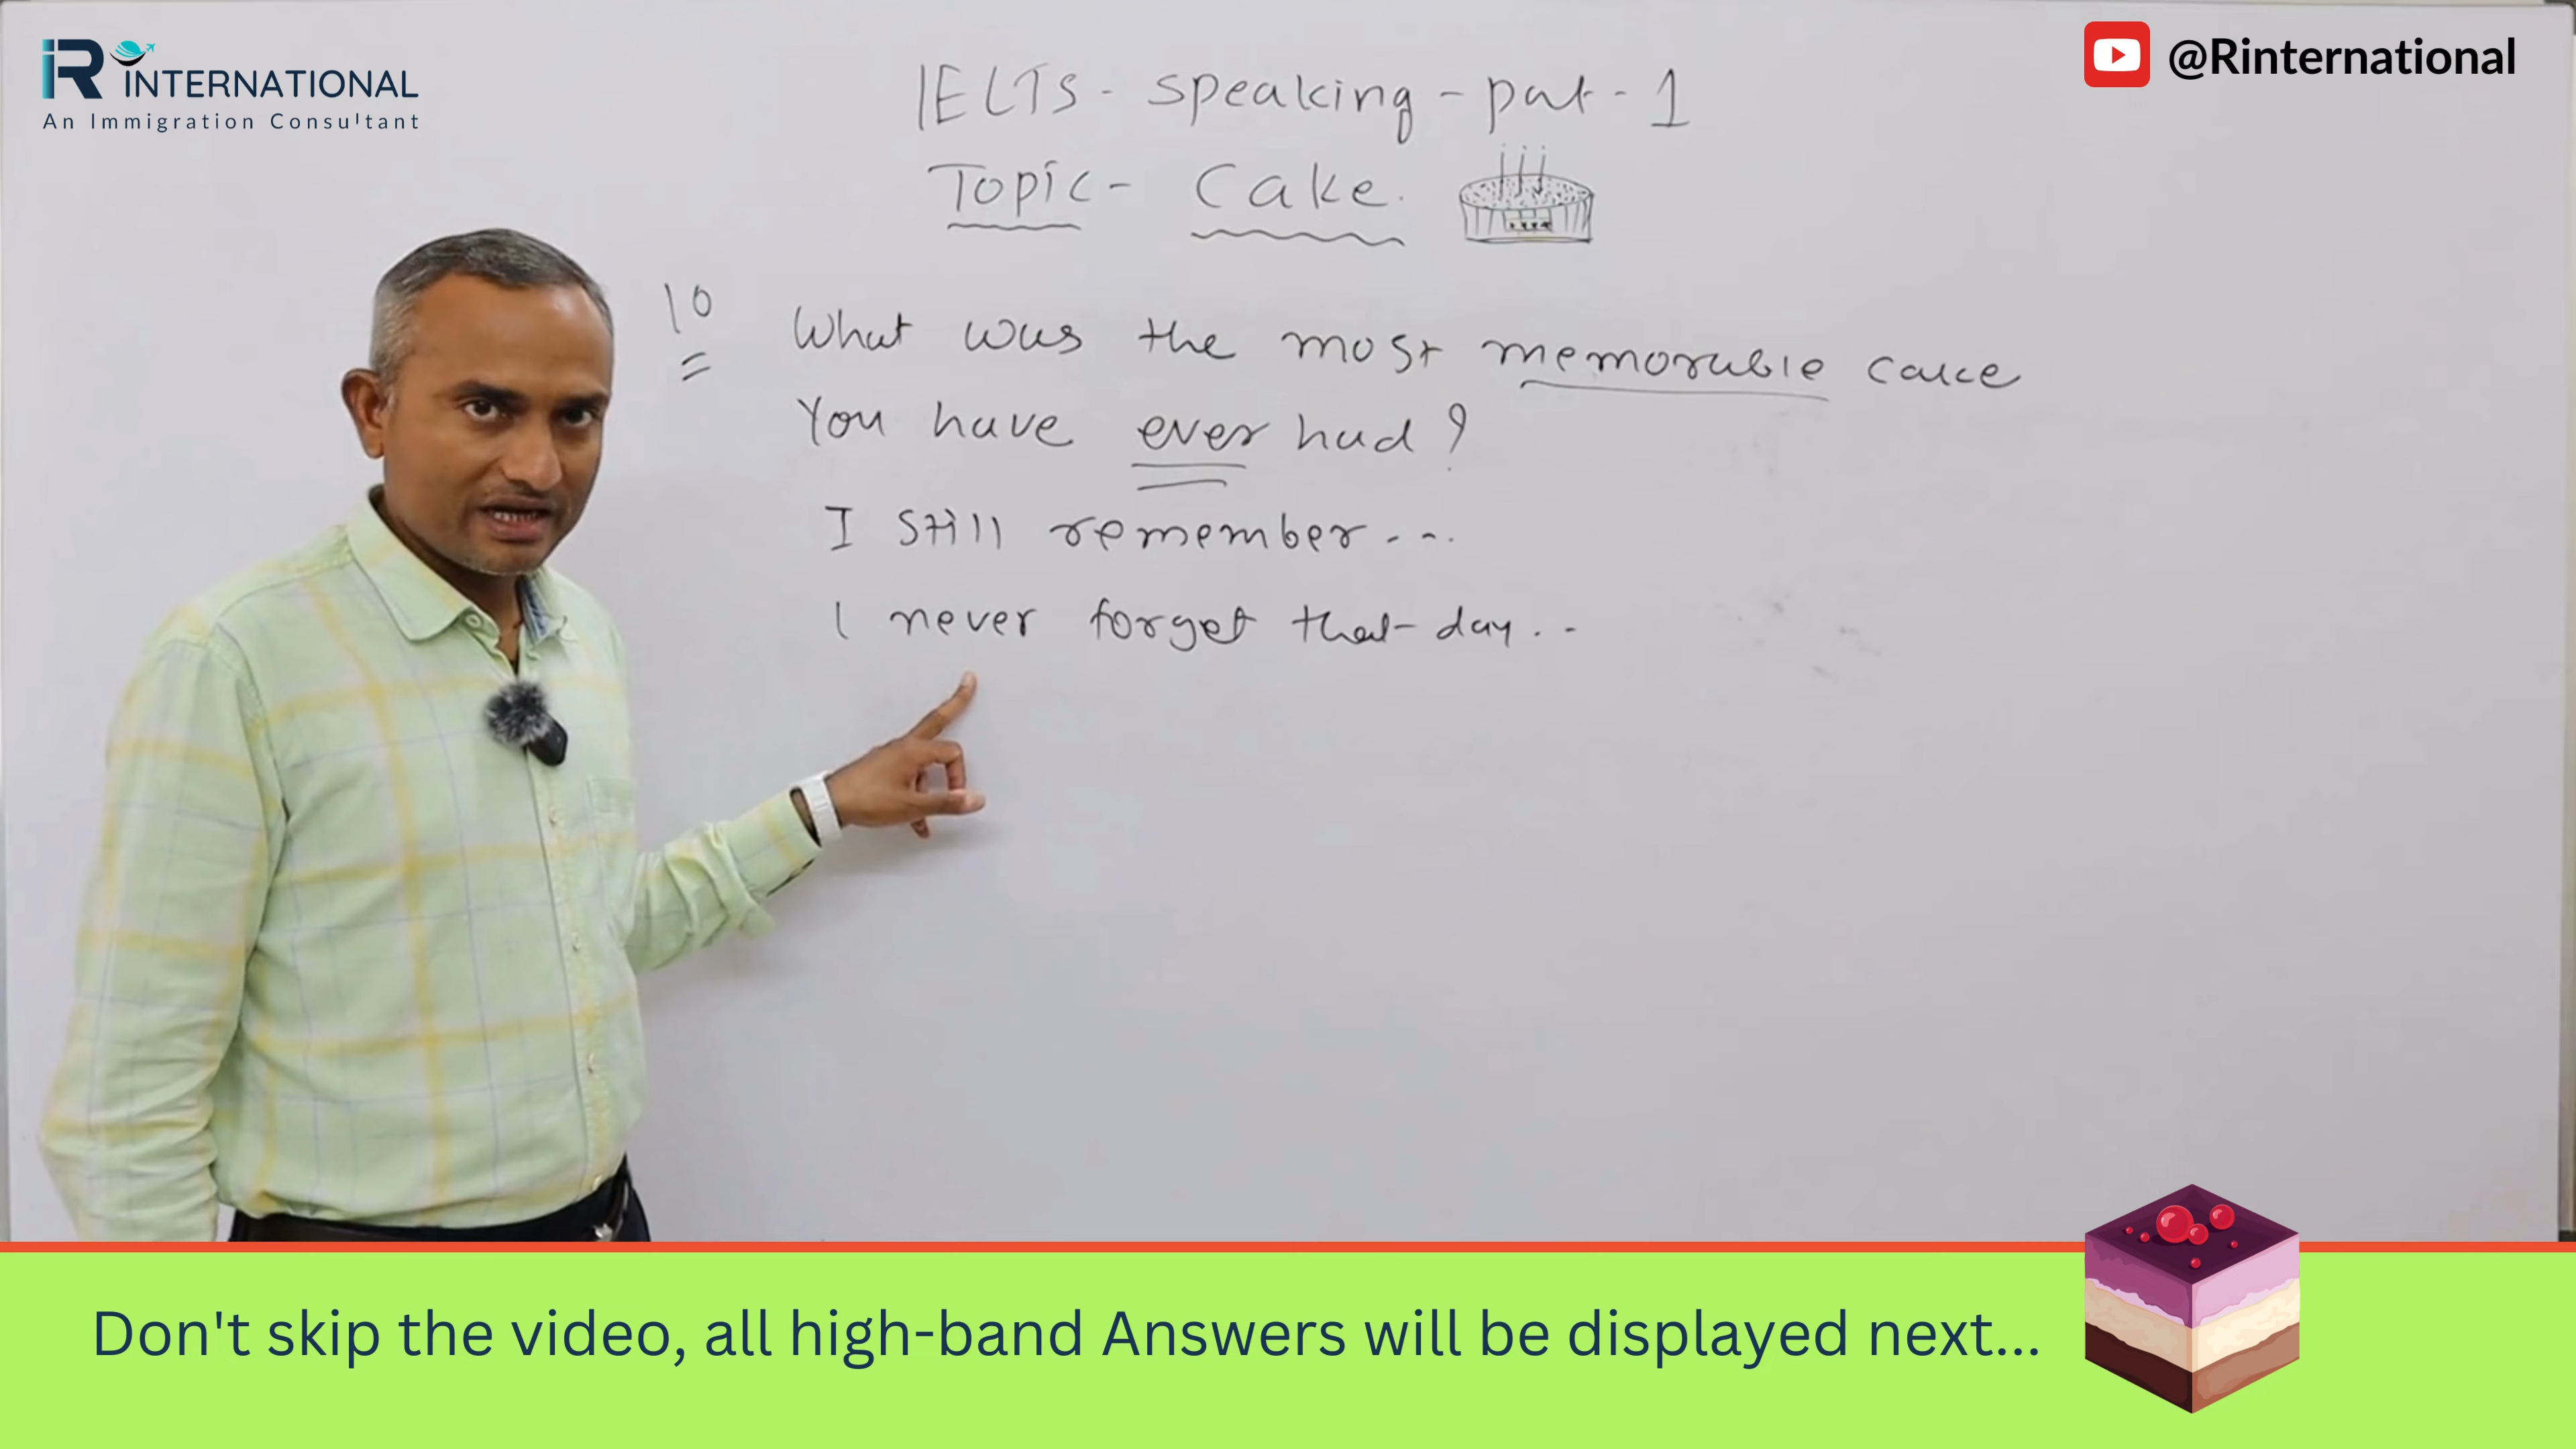 iR INTERNATIONAL
An Immigration Consultant
@Rinternational
IELTS - speaking - part - 1
Topic - Cake.
10
What was the most memorable cake
You have ever had?
I still remember...
I never forget that day..
Don't skip the video, all high-band Answers will be displayed next...